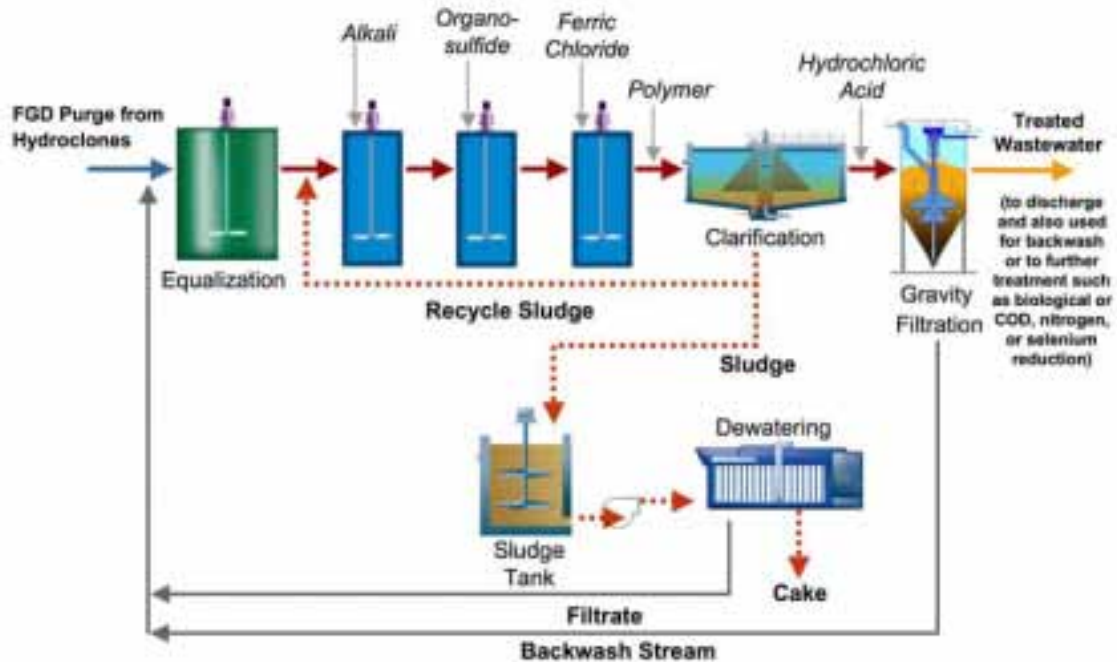 Alkali
Organo-
sulfide
Ferric
Chloride
Polymer
Hydrochloric
Acid
FGD Purge from
Hydroclones
Treated
Wastewater
(to discharge
and also used
for backwash
or to further
treatment such
as biological or
COD, nitrogen,
or selenium
reduction)
Equalization
Clarification
Gravity
Filtration
Recycle Sludge
Sludge
Dewatering
Sludge
Tank
Cake
Filtrate
Backwash Stream